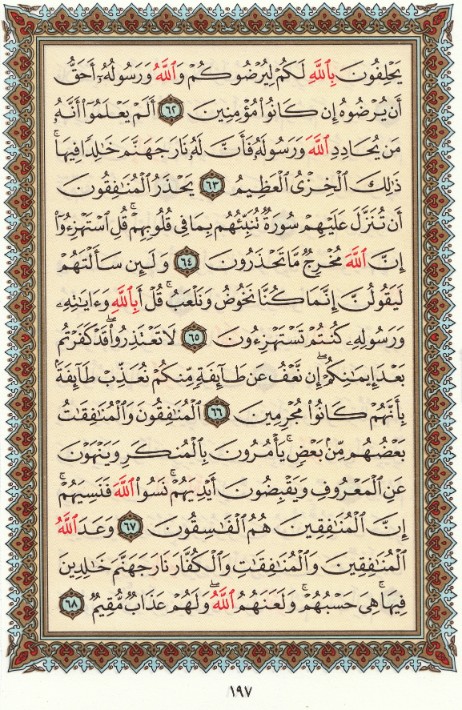 يَحْلِفُونَ بِٱللَّهِ لَكُمْ لِيُرْضُوكُمْ وَٱللَّهُ وَرَسُولُهُۥٓ أَحَقُّ
أَن يُرْضُوهُ إِن كَانُوا۟ مُؤْمِنِينَ ٦٢ أَلَمْ يَعْلَمُوٓا۟ أَنَّهُۥ
مَن يُحَادِدِ ٱللَّهَ وَرَسُولَهُۥ فَأَنَّ لَهُۥ نَارَ جَهَنَّمَ خَٰلِدًا فِيهَا ۚ
ذَٰلِكَ ٱلْخِزْىُ ٱلْعَظِيمُ ٦٣ يَحْذَرُ ٱلْمُنَٰفِقُونَ
أَن تُنَزَّلَ عَلَيْهِمْ سُورَةٌ تُنَبِّئُهُم بِمَا فِى قُلُوبِهِمْ ۚ قُلِ ٱسْتَهْزِءُوٓا۟
إِنَّ ٱللَّهَ مُخْرِجٌ مَّا تَحْذَرُونَ ٦٤ وَلَئِن سَأَلْتَهُمْ
لَيَقُولُنَّ إِنَّمَا كُنَّا نَخُوضُ وَنَلْعَبُ ۚ قُلْ أَبِٱللَّهِ وَءَايَٰتِهِۦ
وَرَسُولِهِۦ كُنتُمْ تَسْتَهْزِءُونَ ٦٥ لَا تَعْتَذِرُوا۟ قَدْ كَفَرْتُم
بَعْدَ إِيمَٰنِكُمْ ۚ إِن نَّعْفُ عَن طَآئِفَةٍ مِّنكُمْ نُعَذِّبْ طَآئِفَةًۢ
بِأَنَّهُمْ كَانُوا۟ مُجْرِمِينَ ٦٦ ٱلْمُنَٰفِقُونَ وَٱلْمُنَٰفِقَٰتُ
بَعْضُهُم مِّنۢ بَعْضٍ ۚ يَأْمُرُونَ بِٱلْمُنكَرِ وَيَنْهَوْنَ
عَنِ ٱلْمَعْرُوفِ وَيَقْبِضُونَ أَيْدِيَهُمْ ۚ نَسُوا۟ ٱللَّهَ فَنَسِيَهُمْ ۗ
إِنَّ ٱلْمُنَٰفِقِينَ هُمُ ٱلْفَٰسِقُونَ ٦٧ وَعَدَ ٱللَّهُ
ٱلْمُنَٰفِقِينَ وَٱلْمُنَٰفِقَٰتِ وَٱلْكُفَّارَ نَارَ جَهَنَّمَ خَٰلِدِينَ
فِيهَا ۚ هِىَ حَسْبُهُمْ ۚ وَلَعَنَهُمُ ٱللَّهُ ۖ وَلَهُمْ عَذَابٌ مُّقِيمٌ ٦٨
١٩٧